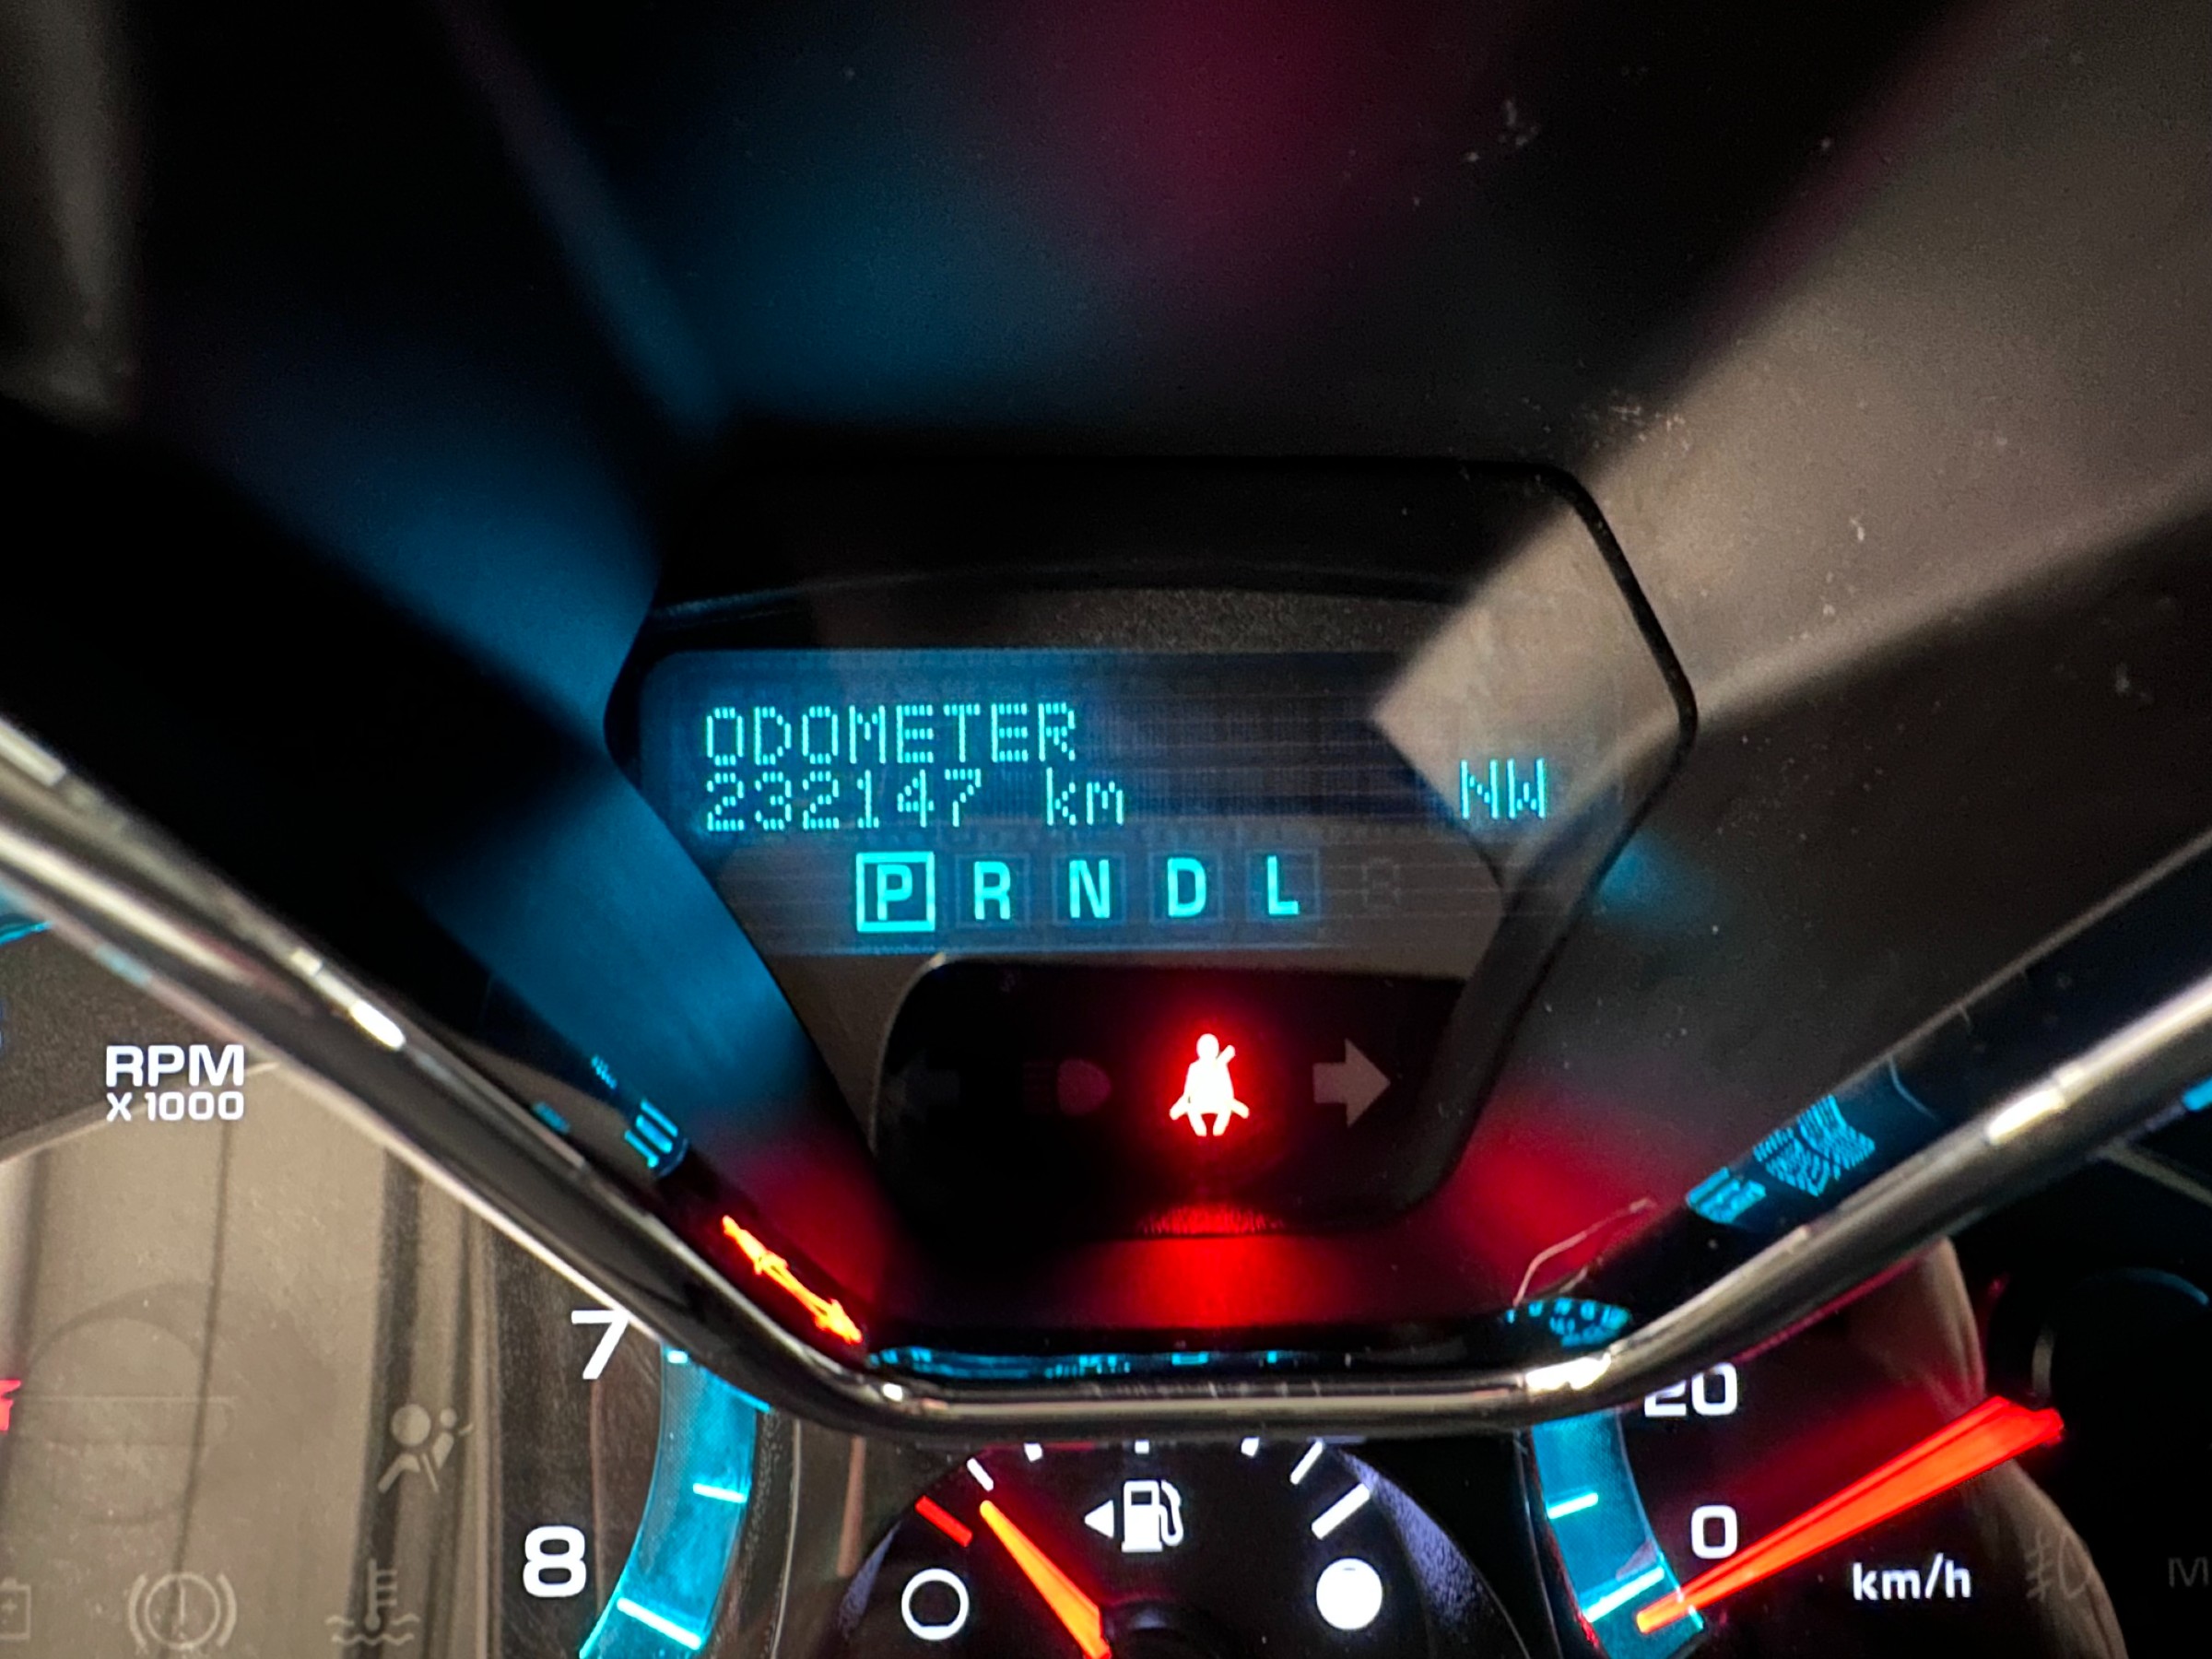 ODOMETER
232147 km
NW
P R N D L
RPM
X 1000
7
8
20
0
km/h